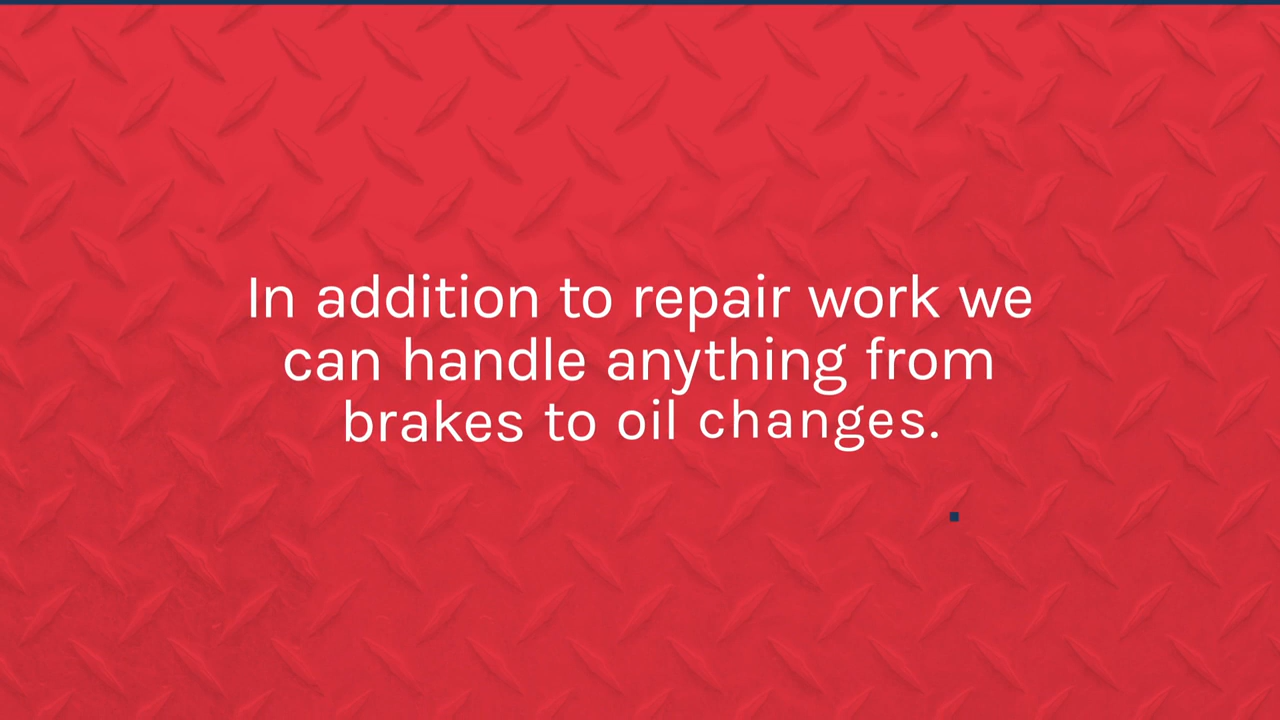 In addition to repair work we
can handle anything from
brakes to oil changes.